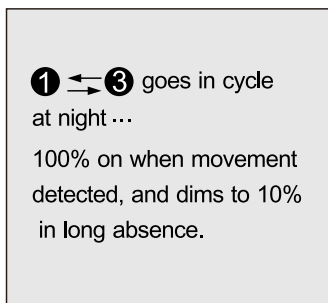 ❶ ⇆ ❸ goes in cycle
at night ···
100% on when movement
detected, and dims to 10%
in long absence.